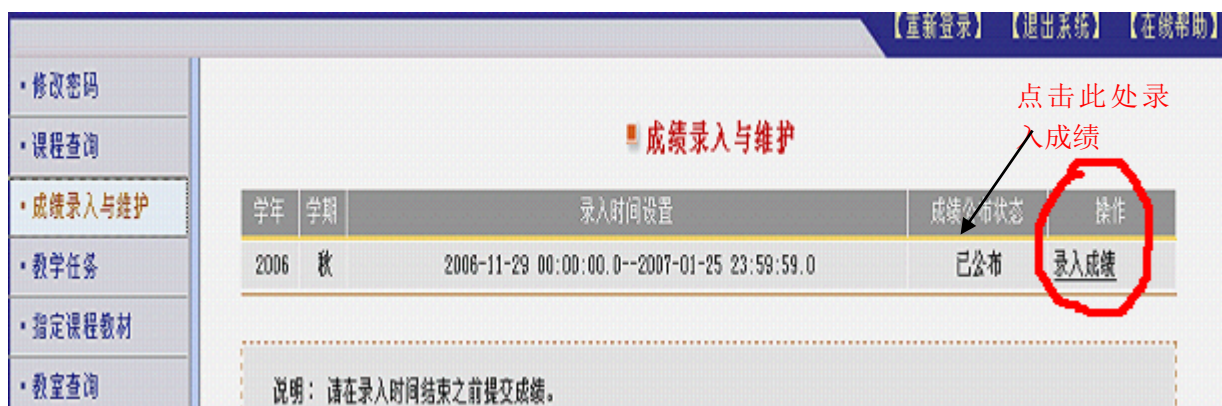 【重新登录】 【退出系统】 【在线帮助】
·修改密码
·课程查询
·成绩录入与维护
·教学任务
·指定课程教材
·教室查询
点击此处录
入成绩
成绩录入与维护
学年 学期 录入时间设置 成绩公布状态 操作
2006 秋 2006-11-29 00:00:00.0--2007-01-25 23:59:59.0 已公布 录入成绩
说明：请在录入时间结束之前提交成绩。